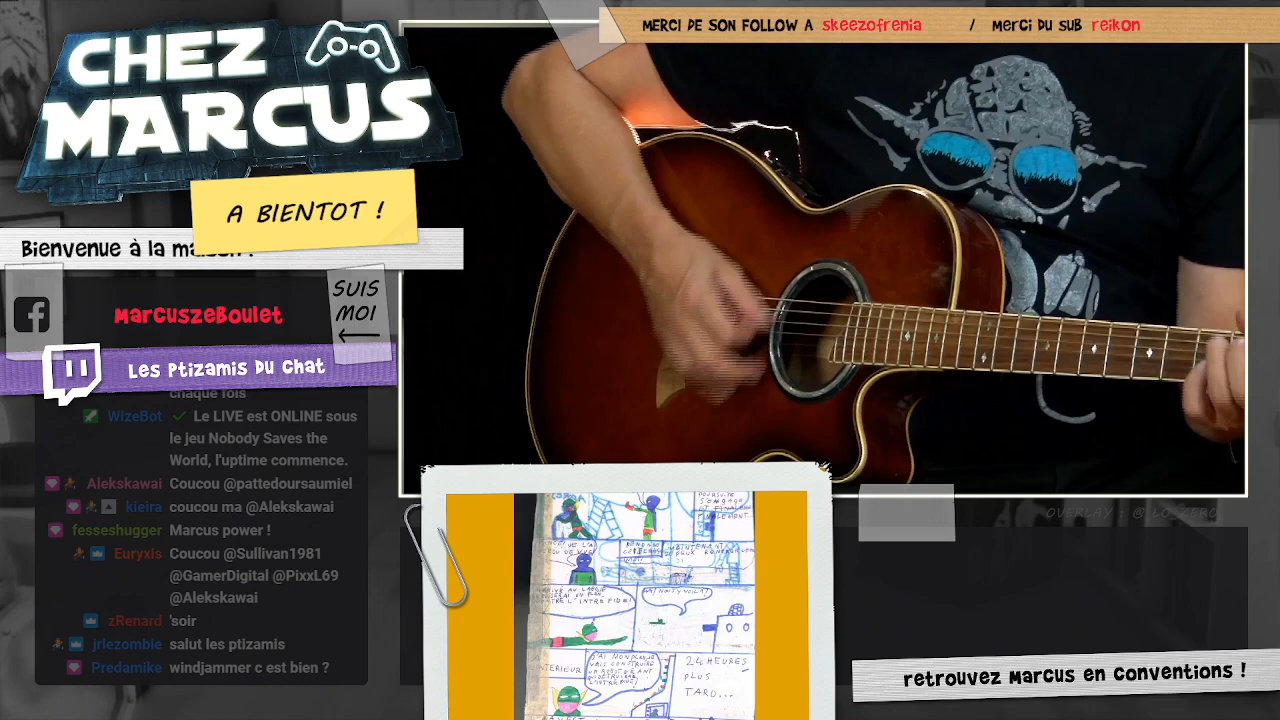 MERCI DE SON FOLLOW A skeezofrenia / MERCI DU SUB reikon
CHEZ
MARCUS
A BIENTOT !
Bienvenue à la
SUIS
MOI
MarcuszeBoulet
Les Ptizamis Du Chat
chaque fois
WizeBot ✓ Le LIVE est ONLINE sous
le jeu Nobody Saves the
World, l'uptime commence.
Alekskawai Coucou @pattedoursaumiel
kieira coucou ma @Alekskawai
fesseshugger Marcus power !
Euryxis Coucou @Sullivan1981
@GamerDigital @PixxL69
@Alekskawai
zRenard 'soir
jrlezombie salut les ptizamis
Predamike windjammer c est bien ?
OVERLAY : @ LO_ZERO
POURSUITE
24 HEURES
PLUS
TARD...
retrouvez Marcus en conventions !